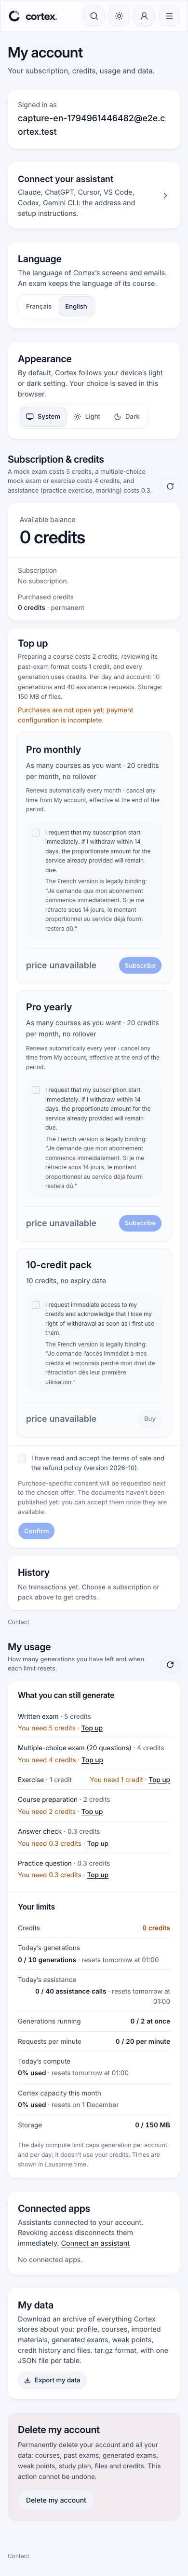 cortex.
My account
Your subscription, credits, usage and data.
Signed in as
capture-en-1794961446482@e2e.c
ortex.test
Connect your assistant
Claude, ChatGPT, Cursor, VS Code,
Codex, Gemini CLI: the address and
setup instructions.
Language
The language of Cortex's screens and emails.
An exam keeps the language of its course.
Français English
Appearance
By default, Cortex follows your device's light
or dark setting. Your choice is saved in this
browser.
System Light Dark
Subscription & credits
A mock exam costs 5 credits, a multiple-choice
mock exam or exercise costs 4 credits, and
assistance (practice exercise, marking) costs 0.3.
Available balance
0 credits
Subscription
No subscription.
Purchased credits
0 credits · permanent
Top up
Preparing a course costs 2 credits, reviewing its
past-exam format costs 1 credit, and every
generation uses credits. Per day and account: 10
generations and 40 assistance requests. Storage:
150 MB of files.
Purchases are not open yet: payment
configuration is incomplete.
Pro monthly
As many courses as you want · 20 credits
per month, no rollover
Renews automatically every month · cancel any
time from My account, effective at the end of the
period.
I request that my subscription start
immediately. If I withdraw within 14
days, the proportionate amount for the
service already provided will remain
due.
The French version is legally binding:
"Je demande que mon abonnement
commence immédiatement. Si je me
rétracte sous 14 jours, le montant
proportionnel au service déjà fourni
restera dû."
price unavailable Subscribe
Pro yearly
As many courses as you want · 20 credits
per month, no rollover
Renews automatically every year · cancel any
time from My account, effective at the end of the
period.
I request that my subscription start
immediately. If I withdraw within 14
days, the proportionate amount for the
service already provided will remain
due.
The French version is legally binding:
"Je demande que mon abonnement
commence immédiatement. Si je me
rétracte sous 14 jours, le montant
proportionnel au service déjà fourni
restera dû."
price unavailable Subscribe
10-credit pack
10 credits, no expiry date
I request immediate access to my
credits and acknowledge that I lose my
right of withdrawal as soon as I first use
them.
The French version is legally binding:
"Je demande l'accès immédiat à mes
crédits et reconnais perdre mon droit de
rétractation dès leur première
utilisation."
price unavailable Buy
I have read and accept the terms of sale and
the refund policy (version 2026-10).
Purchase-specific consent will be requested next
to the chosen offer. The documents haven't been
published yet: you can accept them once they are
available.
Confirm
History
No transactions yet. Choose a subscription or
pack above to get credits.
Contact
My usage
How many generations you have left and when
each limit resets.
What you can still generate
Written exam · 5 credits
You need 5 credits · Top up
Multiple-choice exam (20 questions) · 4 credits
You need 4 credits · Top up
Exercise · 1 credit You need 1 credit · Top up
Course preparation · 2 credits
You need 2 credits · Top up
Answer check · 0.3 credits
You need 0.3 credits · Top up
Practice question · 0.3 credits
You need 0.3 credits · Top up
Your limits
Credits 0 credits
Today's generations
0 / 10 generations · resets tomorrow at 01:00
Today's assistance
0 / 40 assistance calls · resets tomorrow at
01:00
Generations running 0 / 2 at once
Requests per minute 0 / 20 per minute
Today's compute
0% used · resets tomorrow at 01:00
Cortex capacity this month
0% used · resets on 1 December
Storage 0 / 150 MB
The daily compute limit caps generation per account
and per day; it doesn't use your credits. Times are
shown in Lausanne time.
Connected apps
Assistants connected to your account.
Revoking access disconnects them
immediately. Connect an assistant
No connected apps.
My data
Download an archive of everything Cortex
stores about you: profile, courses, imported
materials, generated exams, weak points,
credit history and files. tar.gz format, with one
JSON file per table.
Export my data
Delete my account
Permanently delete your account and all your
data: courses, past exams, generated exams,
weak points, study plan, files and credits. This
action cannot be undone.
Delete my account
Contact